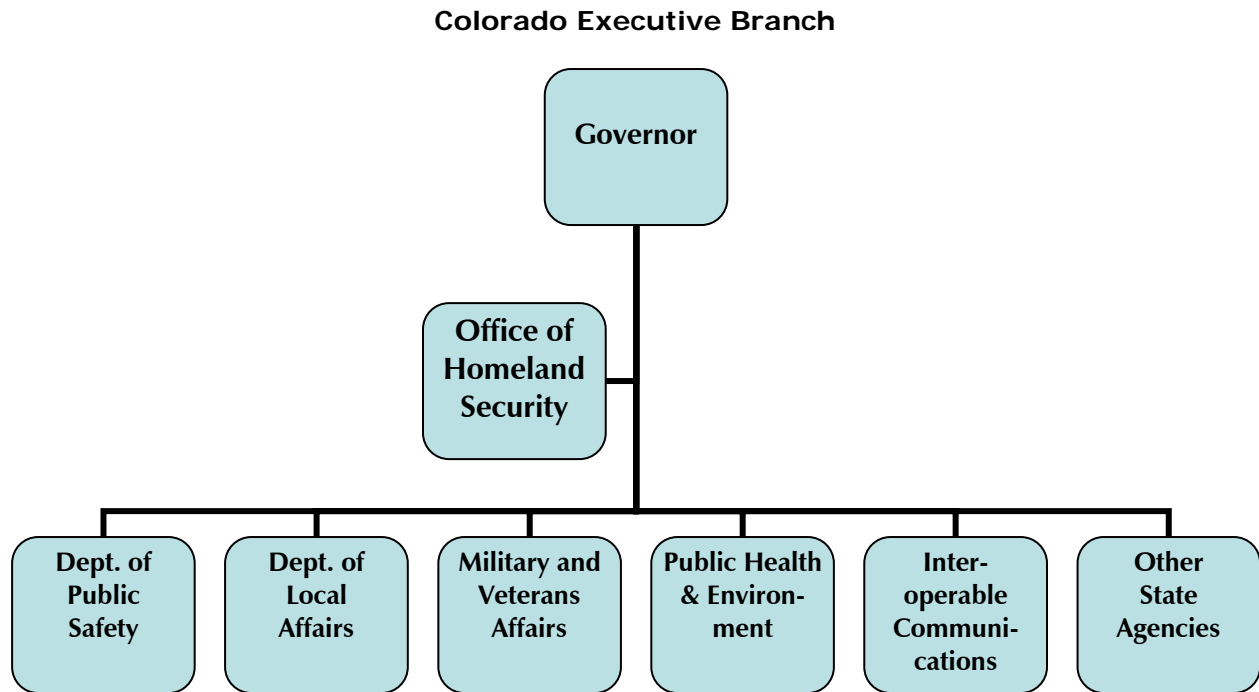 Colorado Executive Branch
Governor
Office of
Homeland
Security
Dept. of
Public
Safety
Dept. of
Local
Affairs
Military and
Veterans
Affairs
Public Health
& Environ-
ment
Inter-
operable
Communi-
cations
Other
State
Agencies